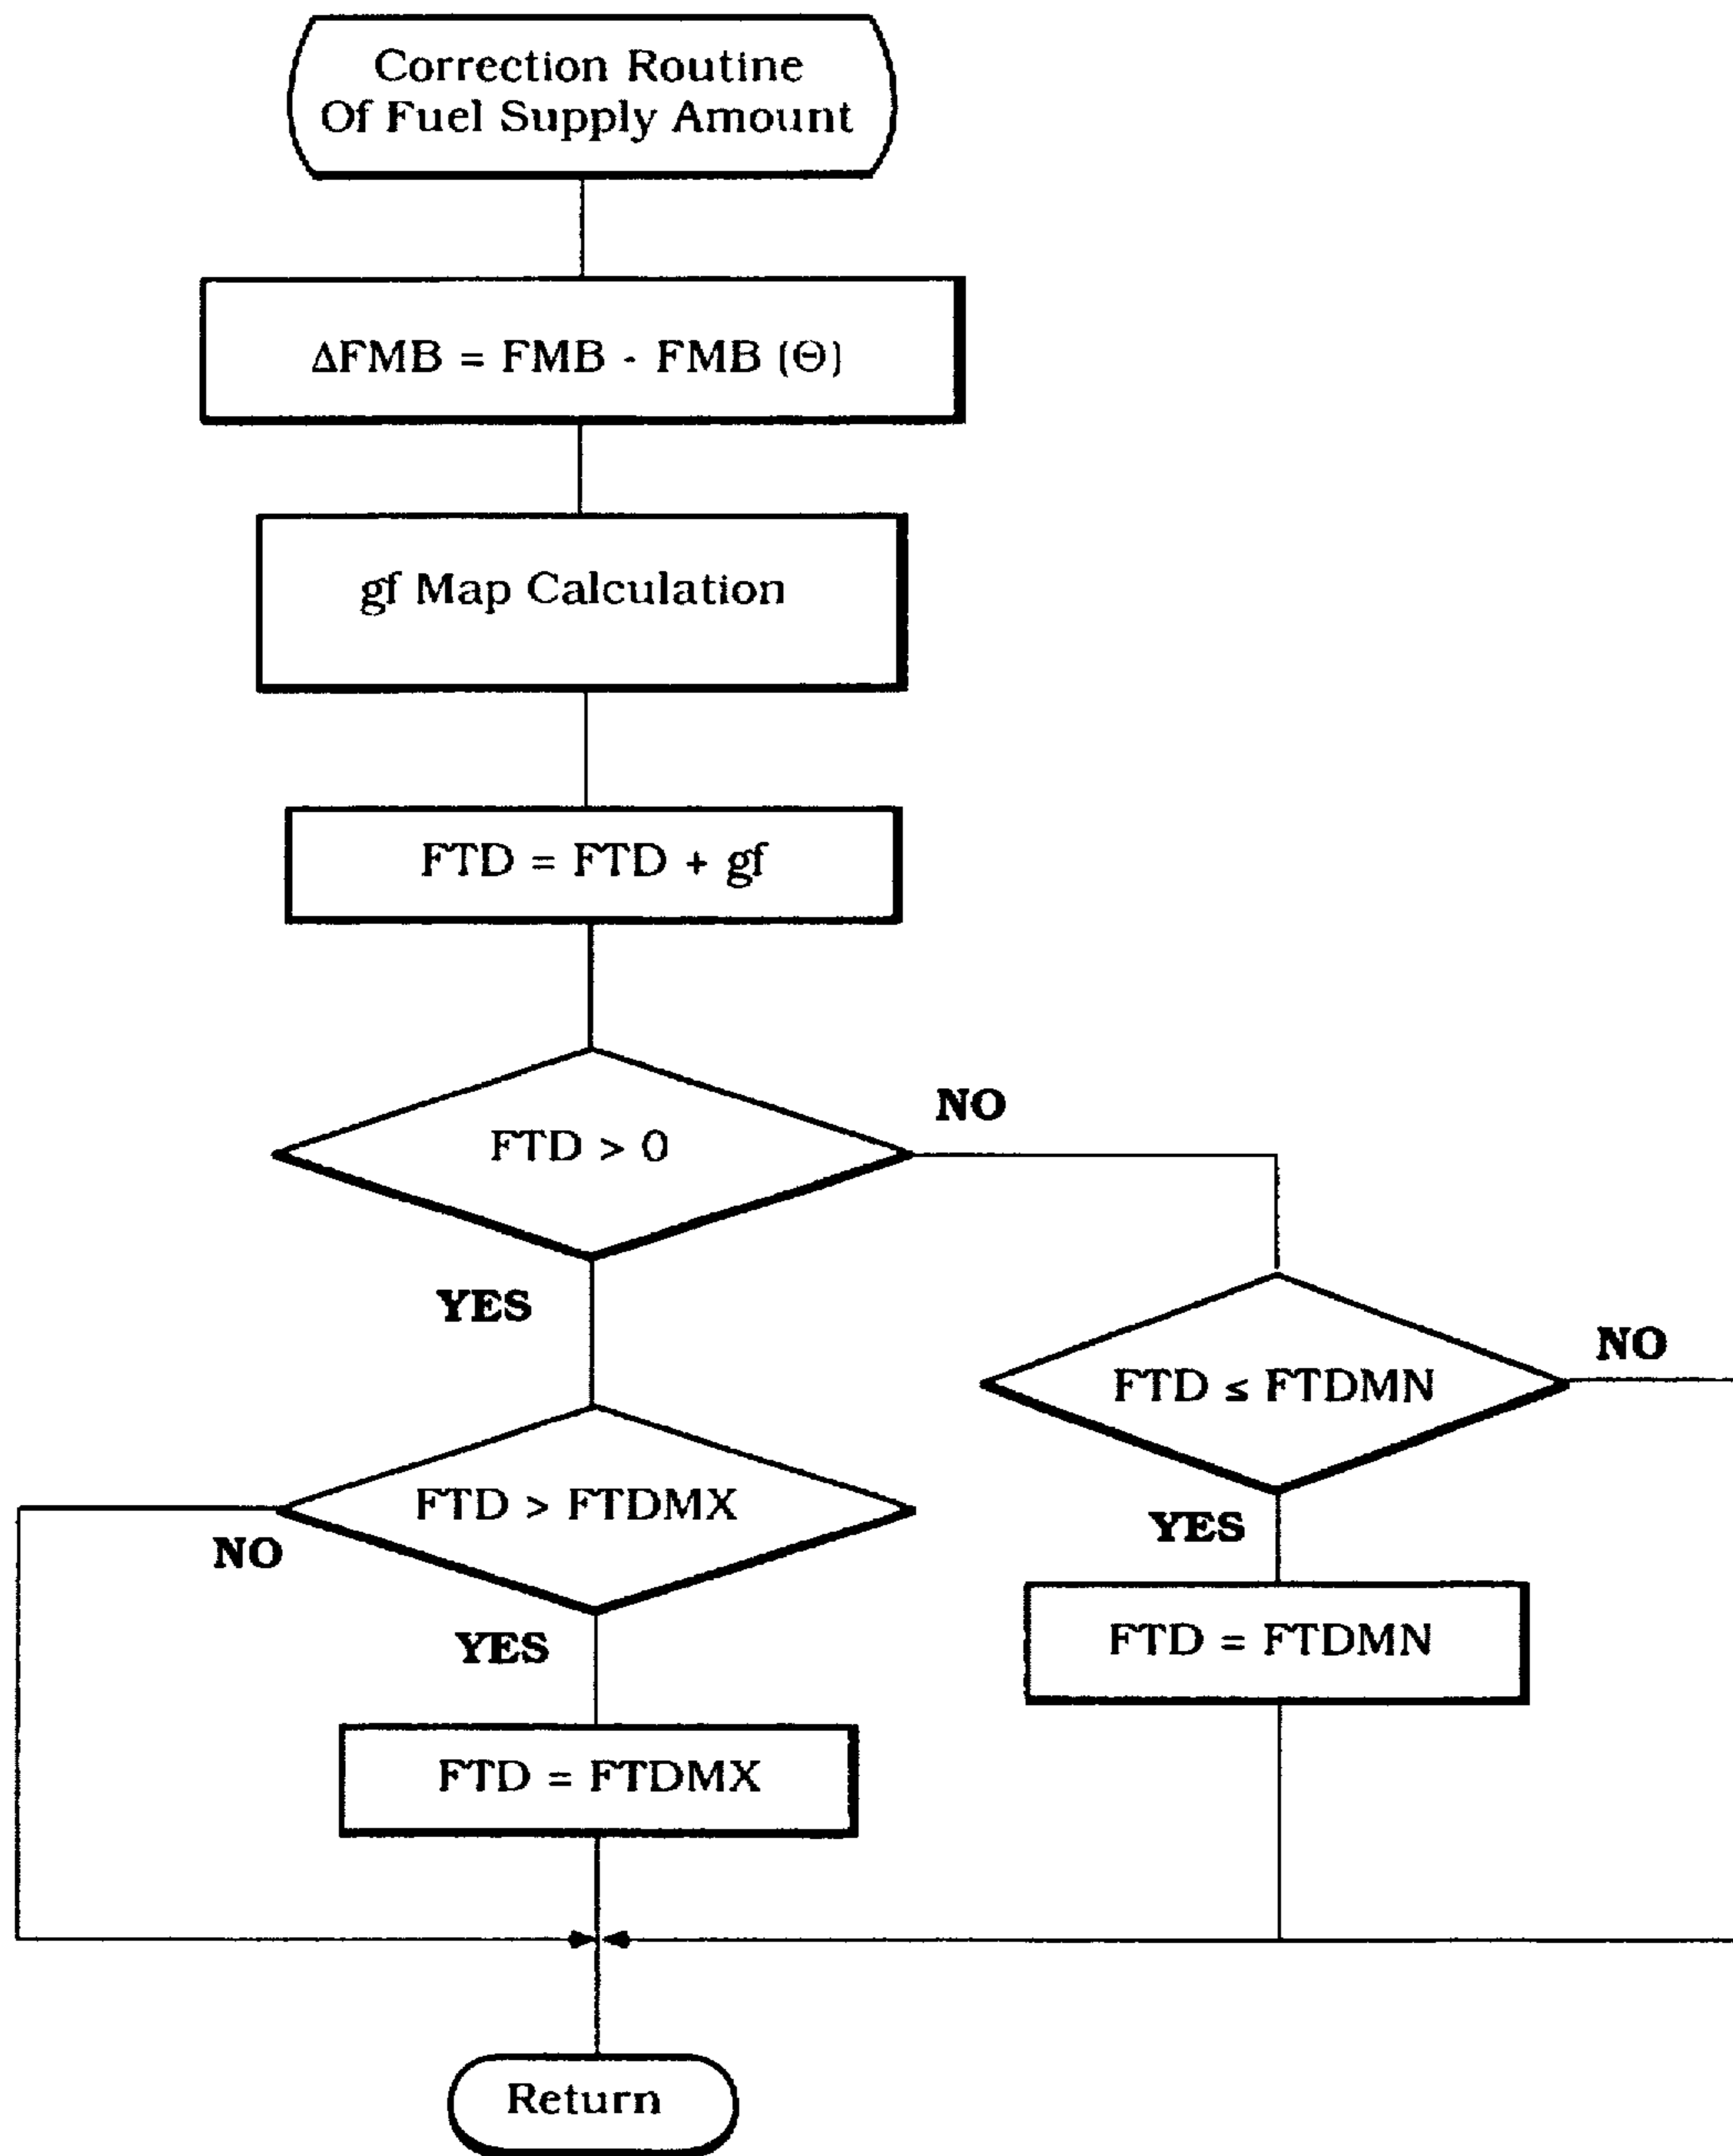 Correction Routine
Of Fuel Supply Amount
ΔFMB = FMB - FMB (Θ)
gf Map Calculation
FTD = FTD + gf
FTD > 0
NO
YES
FTD ≤ FTDMN
NO
FTD > FTDMX
NO
YES
YES
FTD = FTDMN
FTD = FTDMX
Return